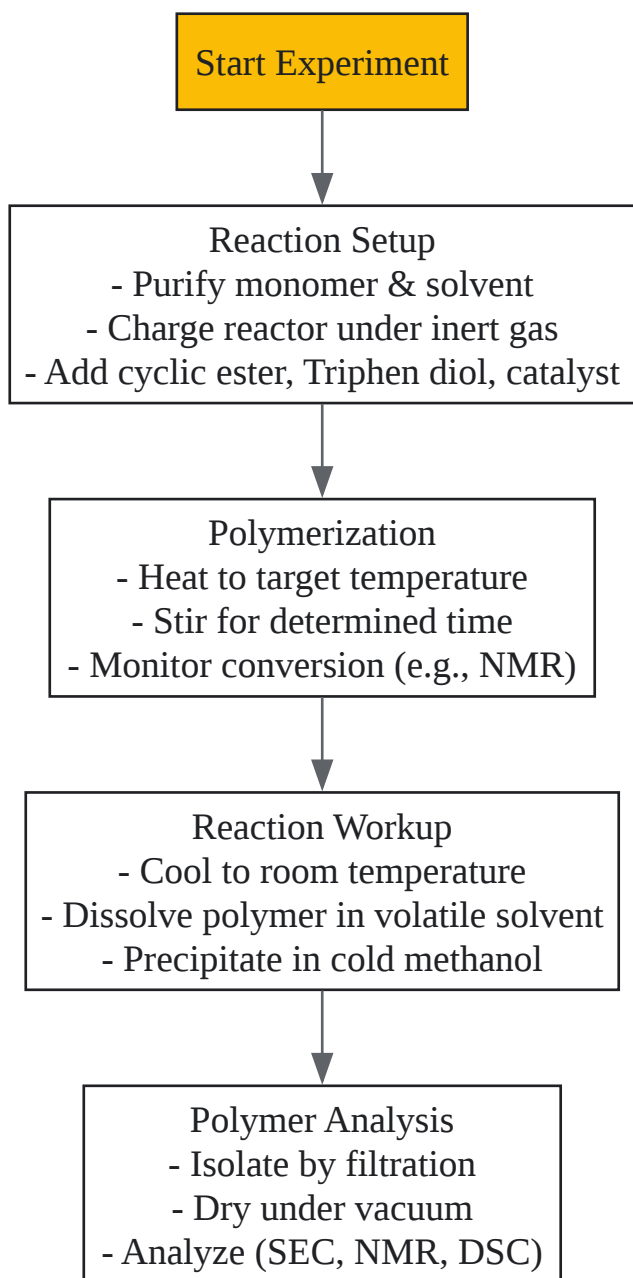 Start Experiment
Reaction Setup
- Purify monomer & solvent
- Charge reactor under inert gas
- Add cyclic ester, Triphen diol, catalyst
Polymerization
- Heat to target temperature
- Stir for determined time
- Monitor conversion (e.g., NMR)
Reaction Workup
- Cool to room temperature
- Dissolve polymer in volatile solvent
- Precipitate in cold methanol
Polymer Analysis
- Isolate by filtration
- Dry under vacuum
- Analyze (SEC, NMR, DSC)